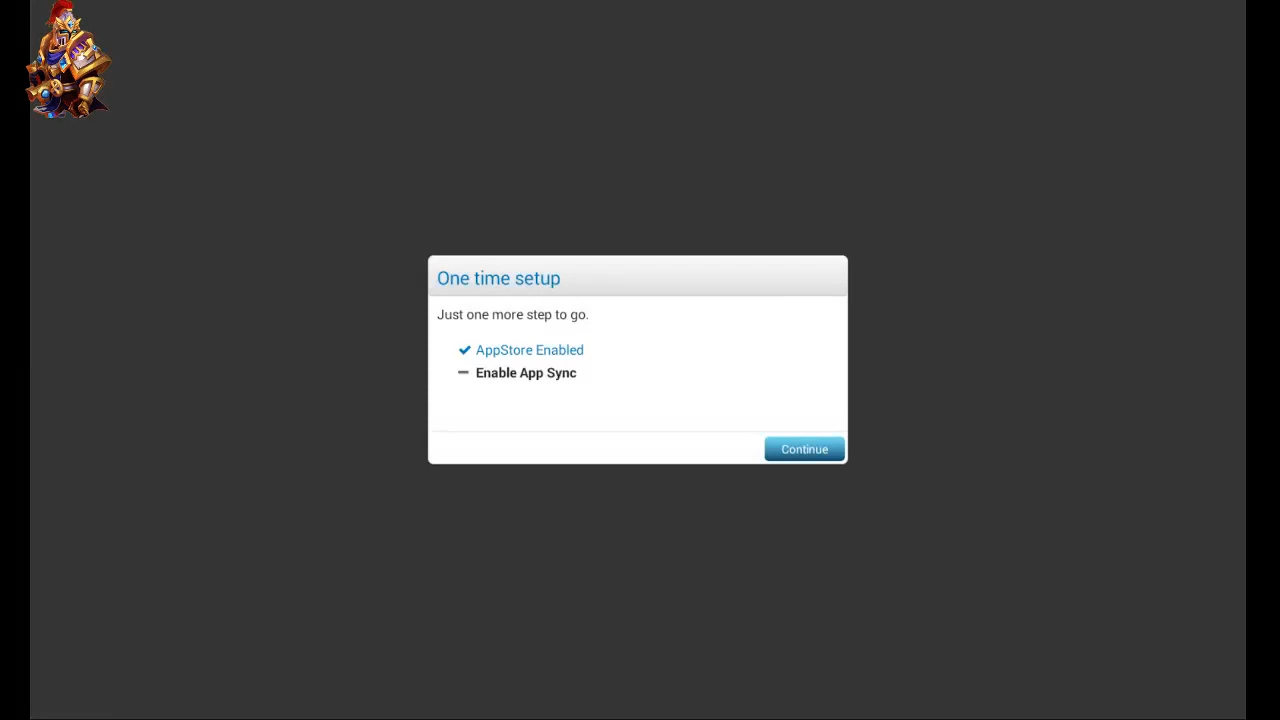 One time setup
Just one more step to go.
AppStore Enabled
Enable App Sync
Continue